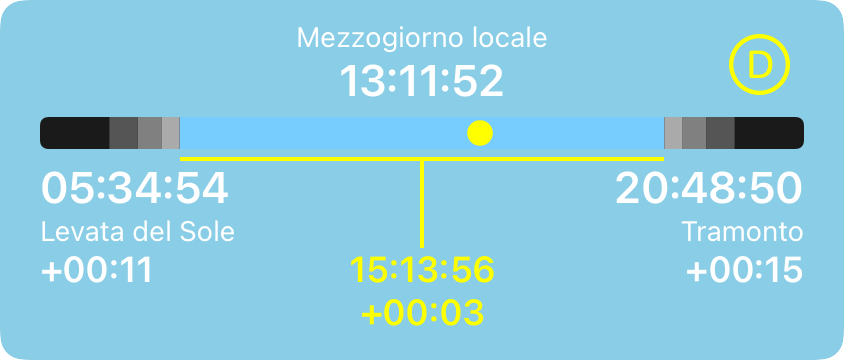 Mezzogiorno locale
13:11:52
D
05:34:54
20:48:50
Levata del Sole
Tramonto
+00:11
+00:15
15:13:56
+00:03